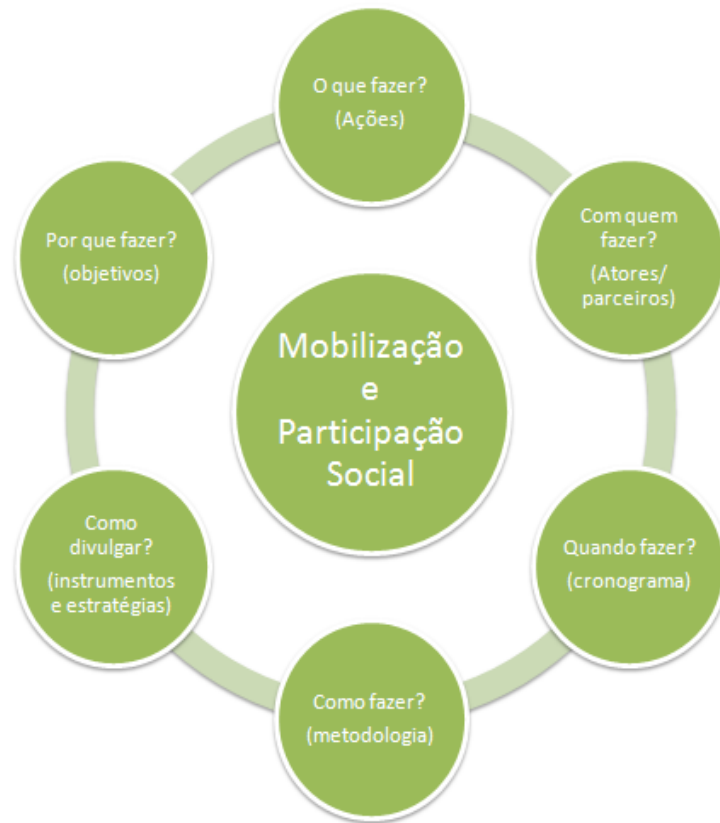 O que fazer?
(Ações)
Com quem
fazer?
(Atores/
parceiros)
Quando fazer?
(cronograma)
Como fazer?
(metodologia)
Como
divulgar?
(instrumentos
e estratégias)
Por que fazer?
(objetivos)
Mobilização
e
Participação
Social